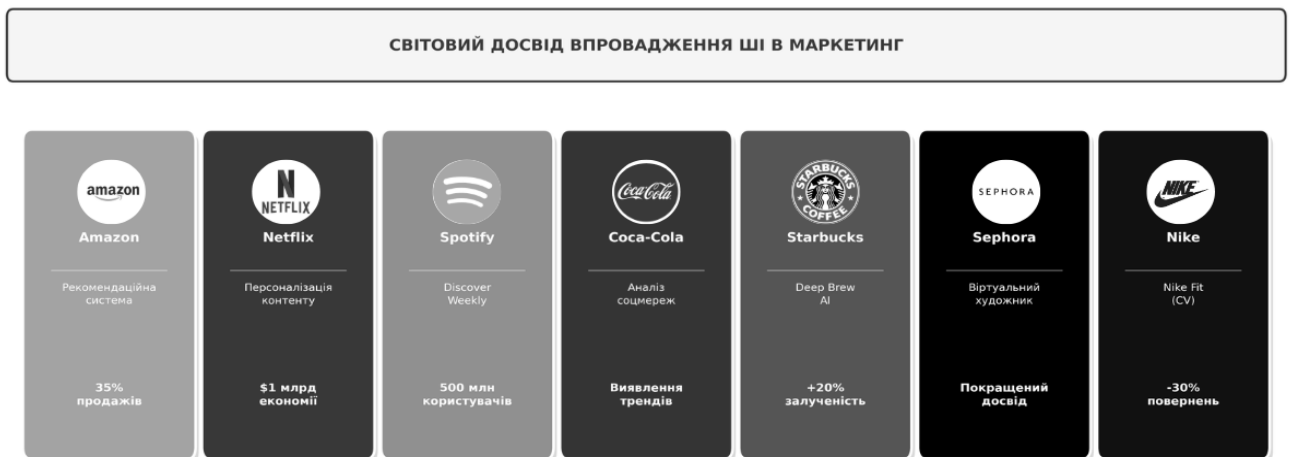 СВІТОВИЙ ДОСВІД ВПРОВАДЖЕННЯ ШІ В МАРКЕТИНГ
amazon
Amazon
Рекомендаційна
система
35%
продажів
N
NETFLIX
Netflix
Персоналізація
контенту
$1 млрд
економії
Spotify
Discover
Weekly
500 млн
користувачів
Coca-Cola
Coca-Cola
Аналіз
соцмереж
Виявлення
трендів
STARBUCKS
COFFEE
Starbucks
Deep Brew
AI
+20%
залученість
SEPHORA
Sephora
Віртуальний
художник
Покращений
досвід
NIKE
Nike
Nike Fit
(CV)
-30%
повернень